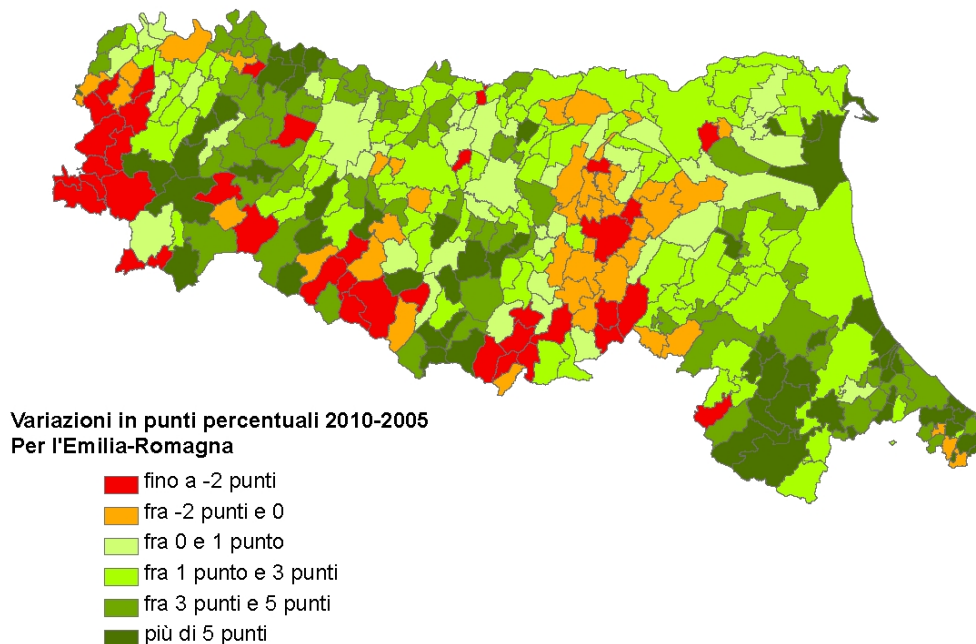 Variazioni in punti percentuali 2010-2005
Per l'Emilia-Romagna
fino a -2 punti
fra -2 punti e 0
fra 0 e 1 punto
fra 1 punto e 3 punti
fra 3 punti e 5 punti
più di 5 punti